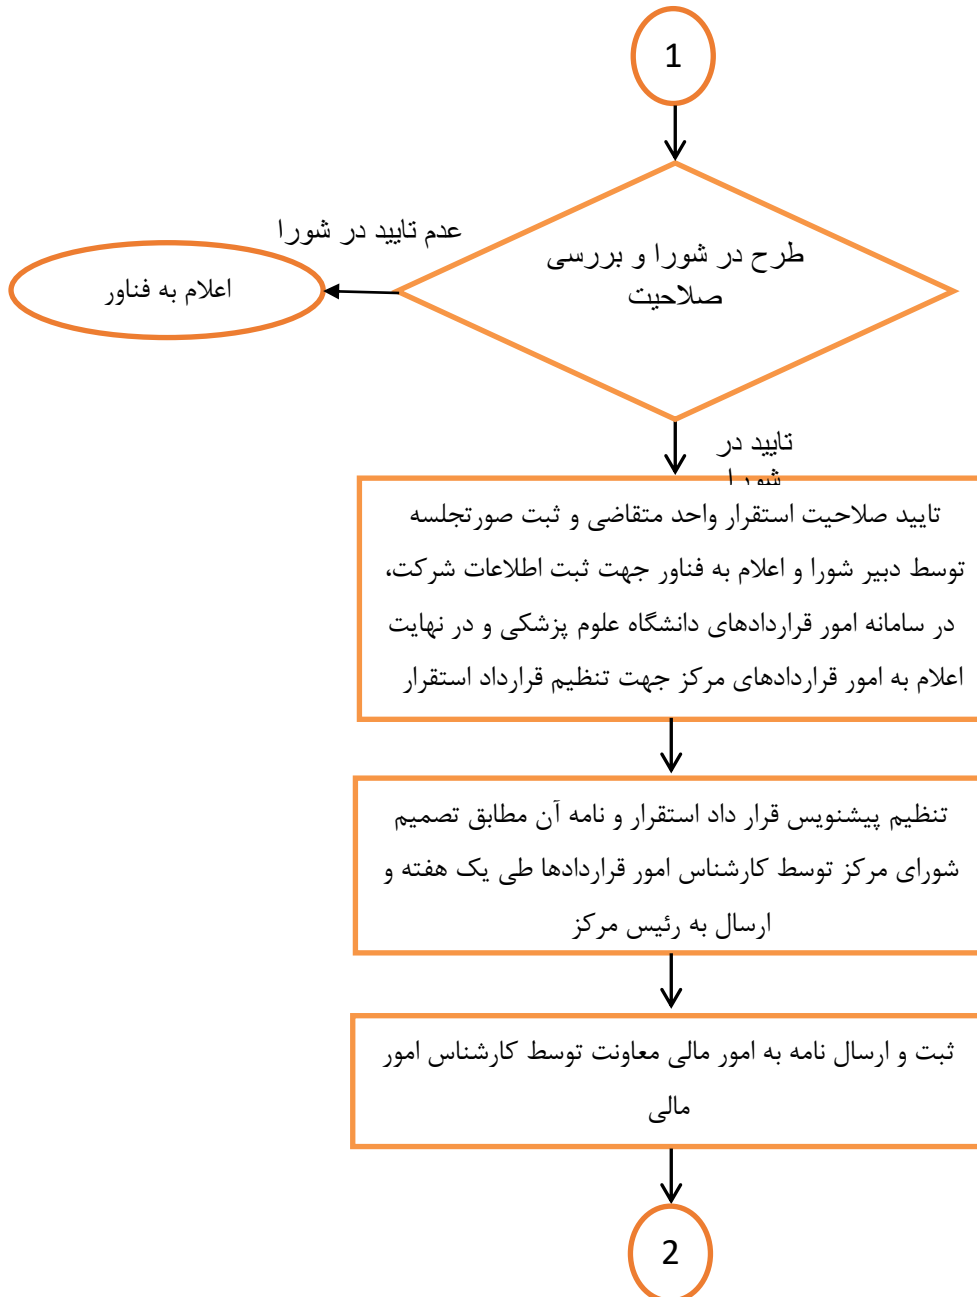 1
عدم تایید در شورا
طرح در شورا و بررسی
صلاحیت
اعلام به فناور
تایید در
شورا
تایید صلاحیت استقرار واحد متقاضی و ثبت صورتجلسه
توسط دبیر شورا و اعلام به فناور جهت ثبت اطلاعات شرکت،
در سامانه امور قراردادهای دانشگاه علوم پزشکی و در نهایت
اعلام به امور قراردادهای مرکز جهت تنظیم قرارداد استقرار
تنظیم پیشنویس قرار داد استقرار و نامه آن مطابق تصمیم
شورای مرکز توسط کارشناس امور قراردادها طی یک هفته و
ارسال به رئیس مرکز
ثبت و ارسال نامه به امور مالی معاونت توسط کارشناس امور
مالی
2